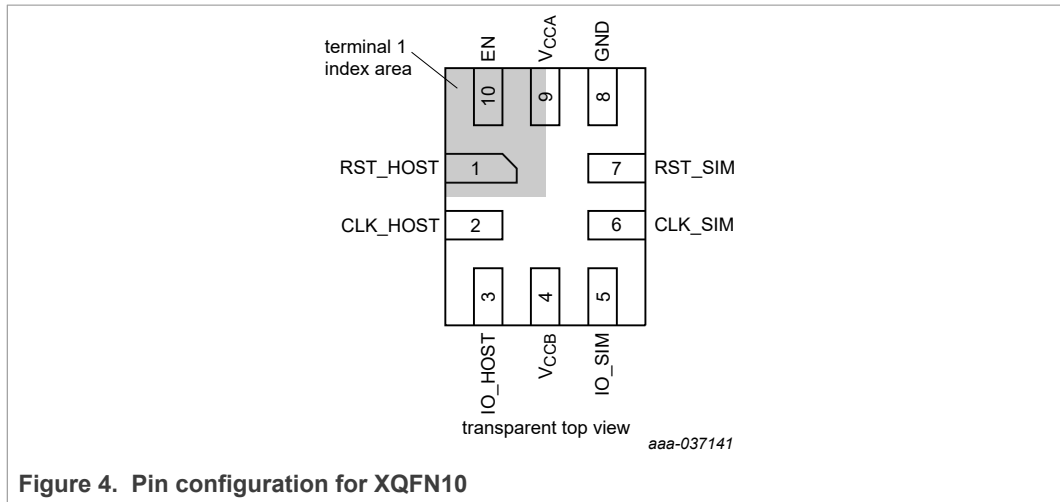 EN
VCCA
GND
terminal 1
index area
10
9
8
RST_HOST
1
7
RST_SIM
CLK_HOST
2
6
CLK_SIM
3
4
5
IO_HOST
VCCB
IO_SIM
transparent top view
aaa-037141
Figure 4. Pin configuration for XQFN10